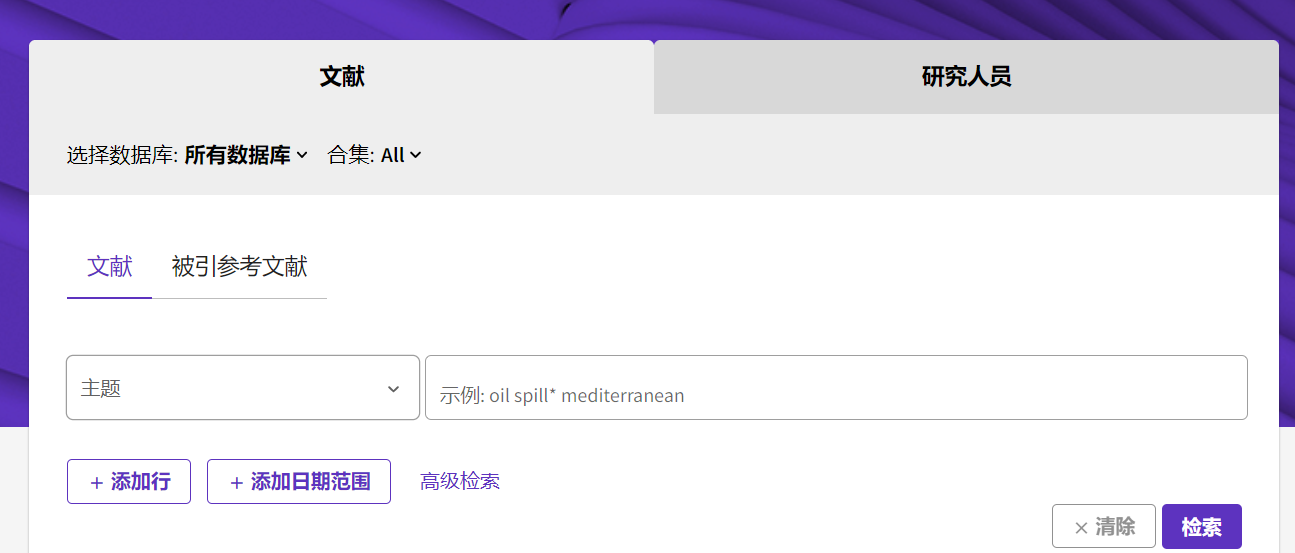 文献
研究人员
选择数据库: 所有数据库 合集: All
文献 被引参考文献
主题
示例: oil spill* mediterranean
+ 添加行 + 添加日期范围 高级检索
× 清除 检索